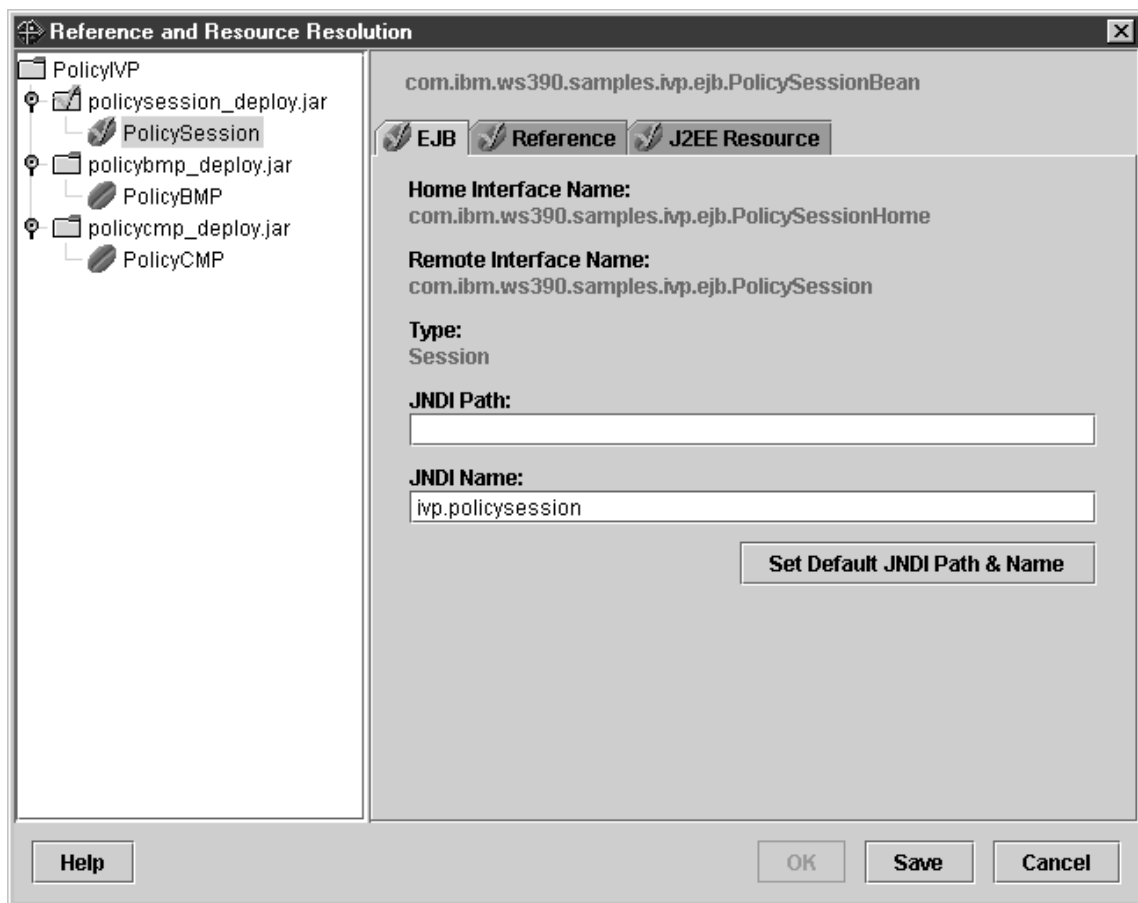 Reference and Resource Resolution
PolicyIVP
policysession_deploy.jar
PolicySession
policybmp_deploy.jar
PolicyBMP
policycmp_deploy.jar
PolicyCMP
com.ibm.ws390.samples.ivp.ejb.PolicySessionBean
EJB Reference J2EE Resource
Home Interface Name:
com.ibm.ws390.samples.ivp.ejb.PolicySessionHome
Remote Interface Name:
com.ibm.ws390.samples.ivp.ejb.PolicySession
Type:
Session
JNDI Path:
JNDI Name:
ivp.policysession
Set Default JNDI Path & Name
Help OK Save Cancel